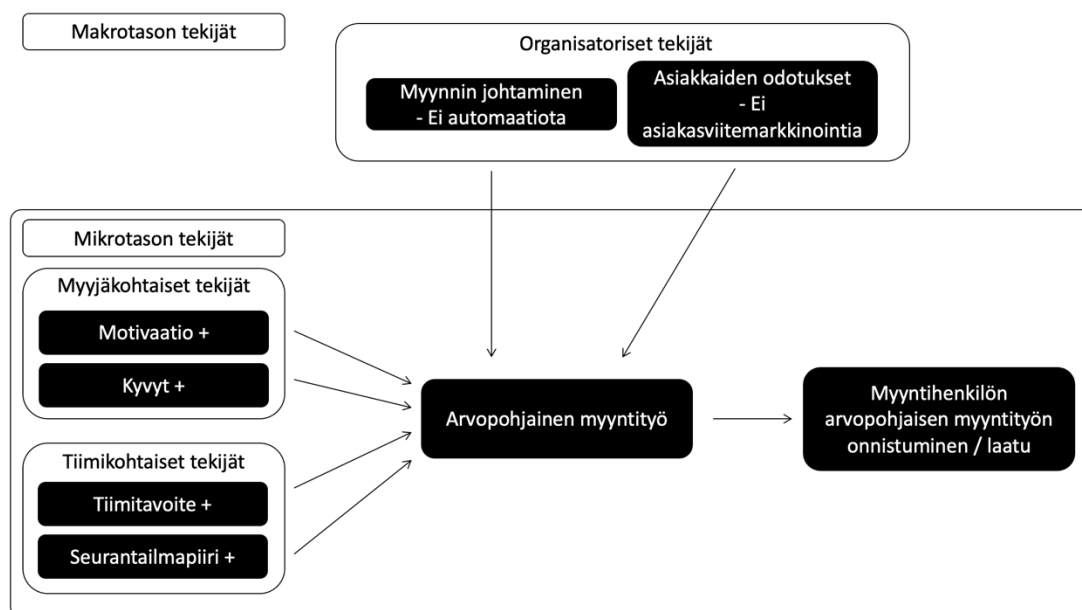 Makrotason tekijät
Organisatoriset tekijät
Myynnin johtaminen
- Ei automaatiota
Asiakkaiden odotukset
- Ei
asiakasviitemarkkinointia
Mikrotason tekijät
Myyjäkohtaiset tekijät
Motivaatio +
Kyvyt +
Tiimikohtaiset tekijät
Tiimitavoite +
Seurantailmapiiri +
Arvopohjainen myyntityö
Myyntihenkilön
arvopohjaisen myyntityön
onnistuminen / laatu